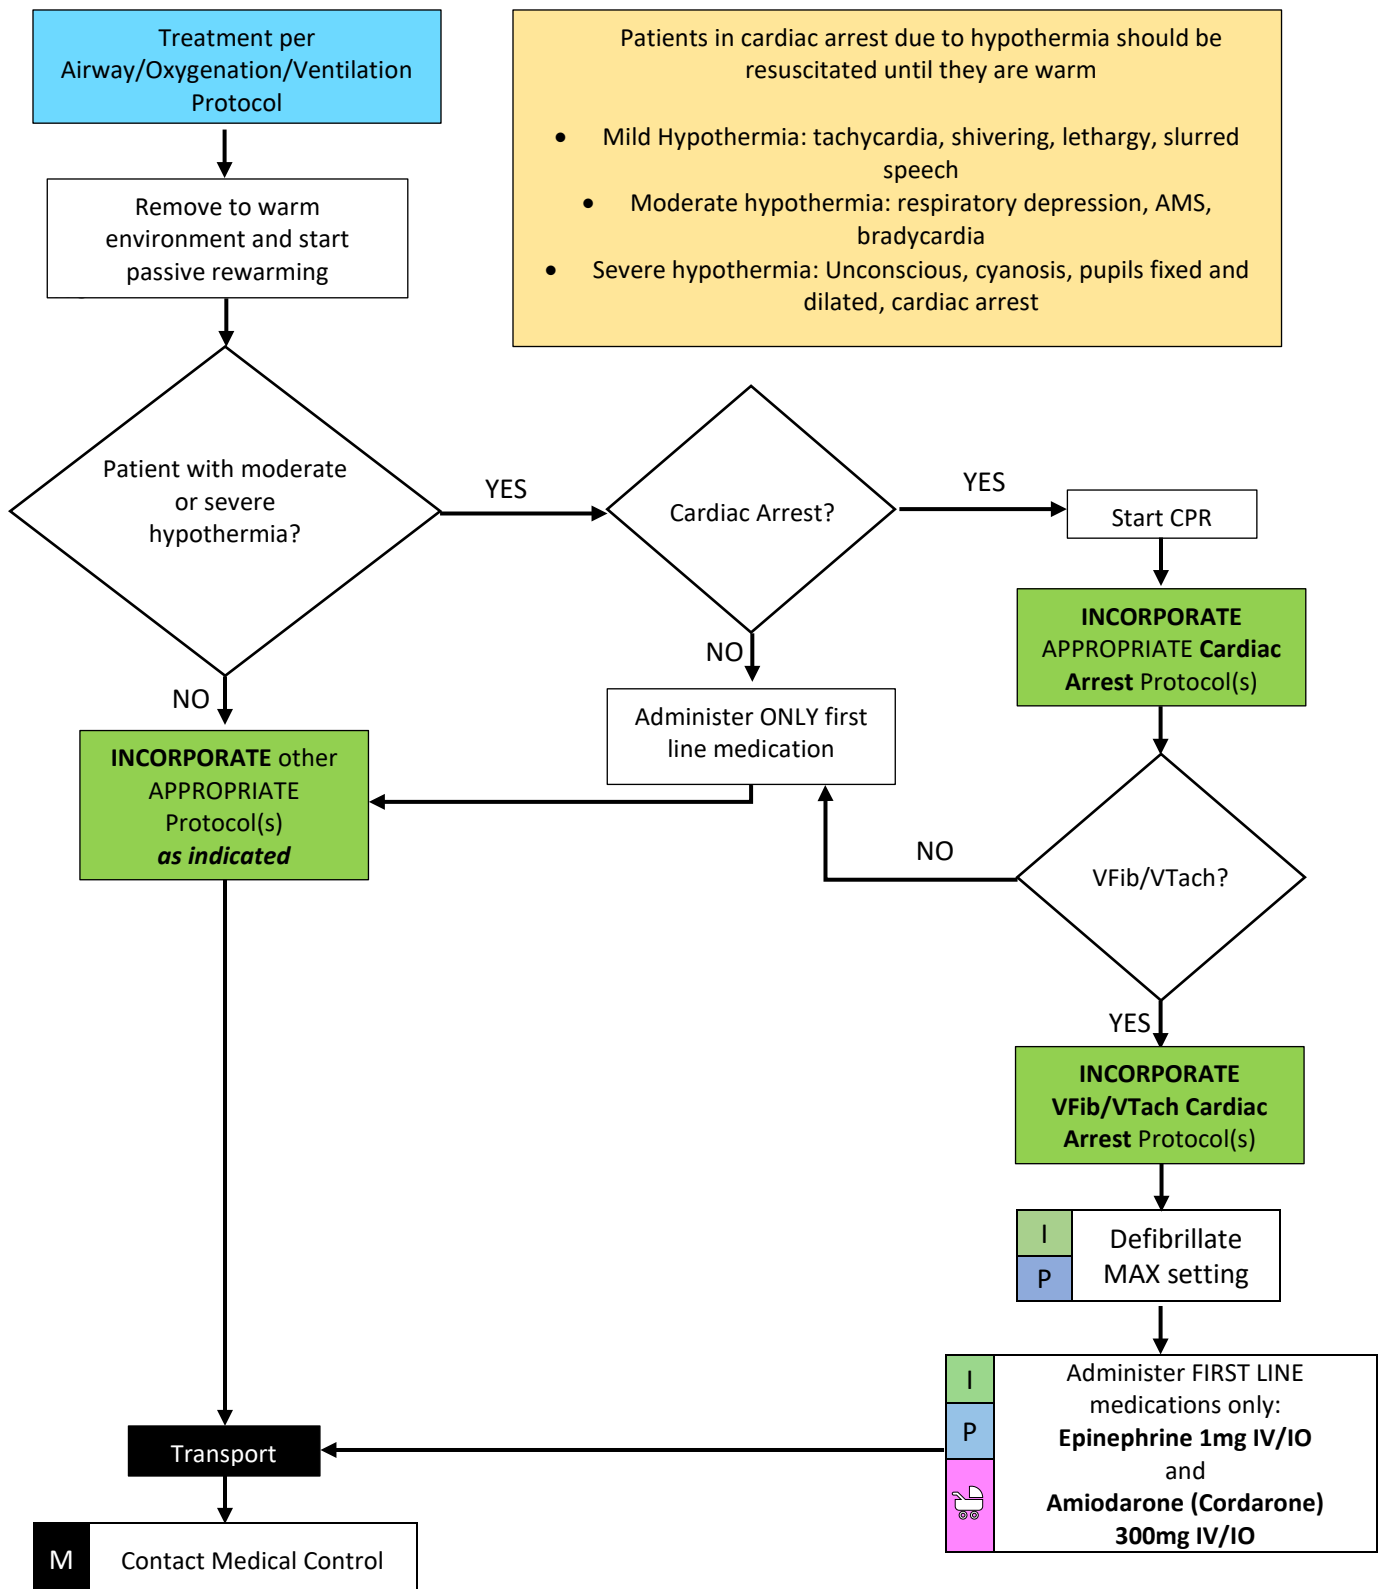 Treatment per
Airway/Oxygenation/Ventilation
Protocol
Patients in cardiac arrest due to hypothermia should be
resuscitated until they are warm
• Mild Hypothermia: tachycardia, shivering, lethargy, slurred
speech
• Moderate hypothermia: respiratory depression, AMS,
bradycardia
• Severe hypothermia: Unconscious, cyanosis, pupils fixed and
dilated, cardiac arrest
Remove to warm
environment and start
passive rewarming
Patient with moderate
or severe
hypothermia?
YES
Cardiac Arrest?
YES
Start CPR
INCORPORATE
APPROPRIATE Cardiac
Arrest Protocol(s)
NO
Administer ONLY first
line medication
NO
INCORPORATE other
APPROPRIATE
Protocol(s)
as indicated
NO
VFib/VTach?
YES
INCORPORATE
VFib/VTach Cardiac
Arrest Protocol(s)
I
P
Defibrillate
MAX setting
I
P
Administer FIRST LINE
medications only:
Epinephrine 1mg IV/IO
and
Amiodarone (Cordarone)
300mg IV/IO
Transport
M
Contact Medical Control